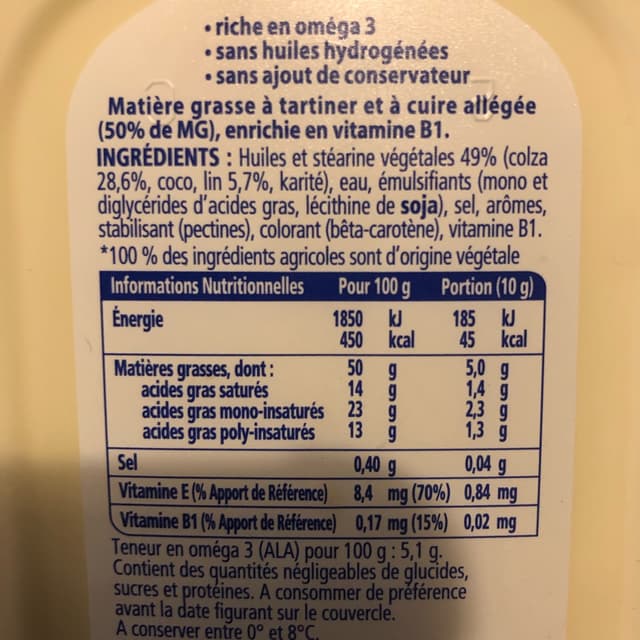 • riche en oméga 3
• sans huiles hydrogénées
• sans ajout de conservateur
Matière grasse à tartiner et à cuire allégée
(50% de MG), enrichie en vitamine B1.
INGRÉDIENTS : Huiles et stéarine végétales 49% (colza
28,6%, coco, lin 5,7%, karité), eau, émulsifiants (mono et
diglycérides d'acides gras, lécithine de soja), sel, arômes,
stabilisant (pectines), colorant (bêta-carotène), vitamine B1.
*100 % des ingrédients agricoles sont d'origine végétale
Informations Nutritionnelles Pour 100 g Portion (10 g)
Énergie 1850 kJ 185 kJ
450 kcal 45 kcal
Matières grasses, dont : 50 g 5,0 g
acides gras saturés 14 g 1,4 g
acides gras mono-insaturés 23 g 2,3 g
acides gras poly-insaturés 13 g 1,3 g
Sel 0,40 g 0,04 g
Vitamine E (% Apport de Référence) 8,4 mg (70%) 0,84 mg
Vitamine B1 (% Apport de Référence) 0,17 mg (15%) 0,02 mg
Teneur en oméga 3 (ALA) pour 100 g : 5,1 g.
Contient des quantités négligeables de glucides,
sucres et protéines. A consommer de préférence
avant la date figurant sur le couvercle.
A conserver entre 0° et 8°C.